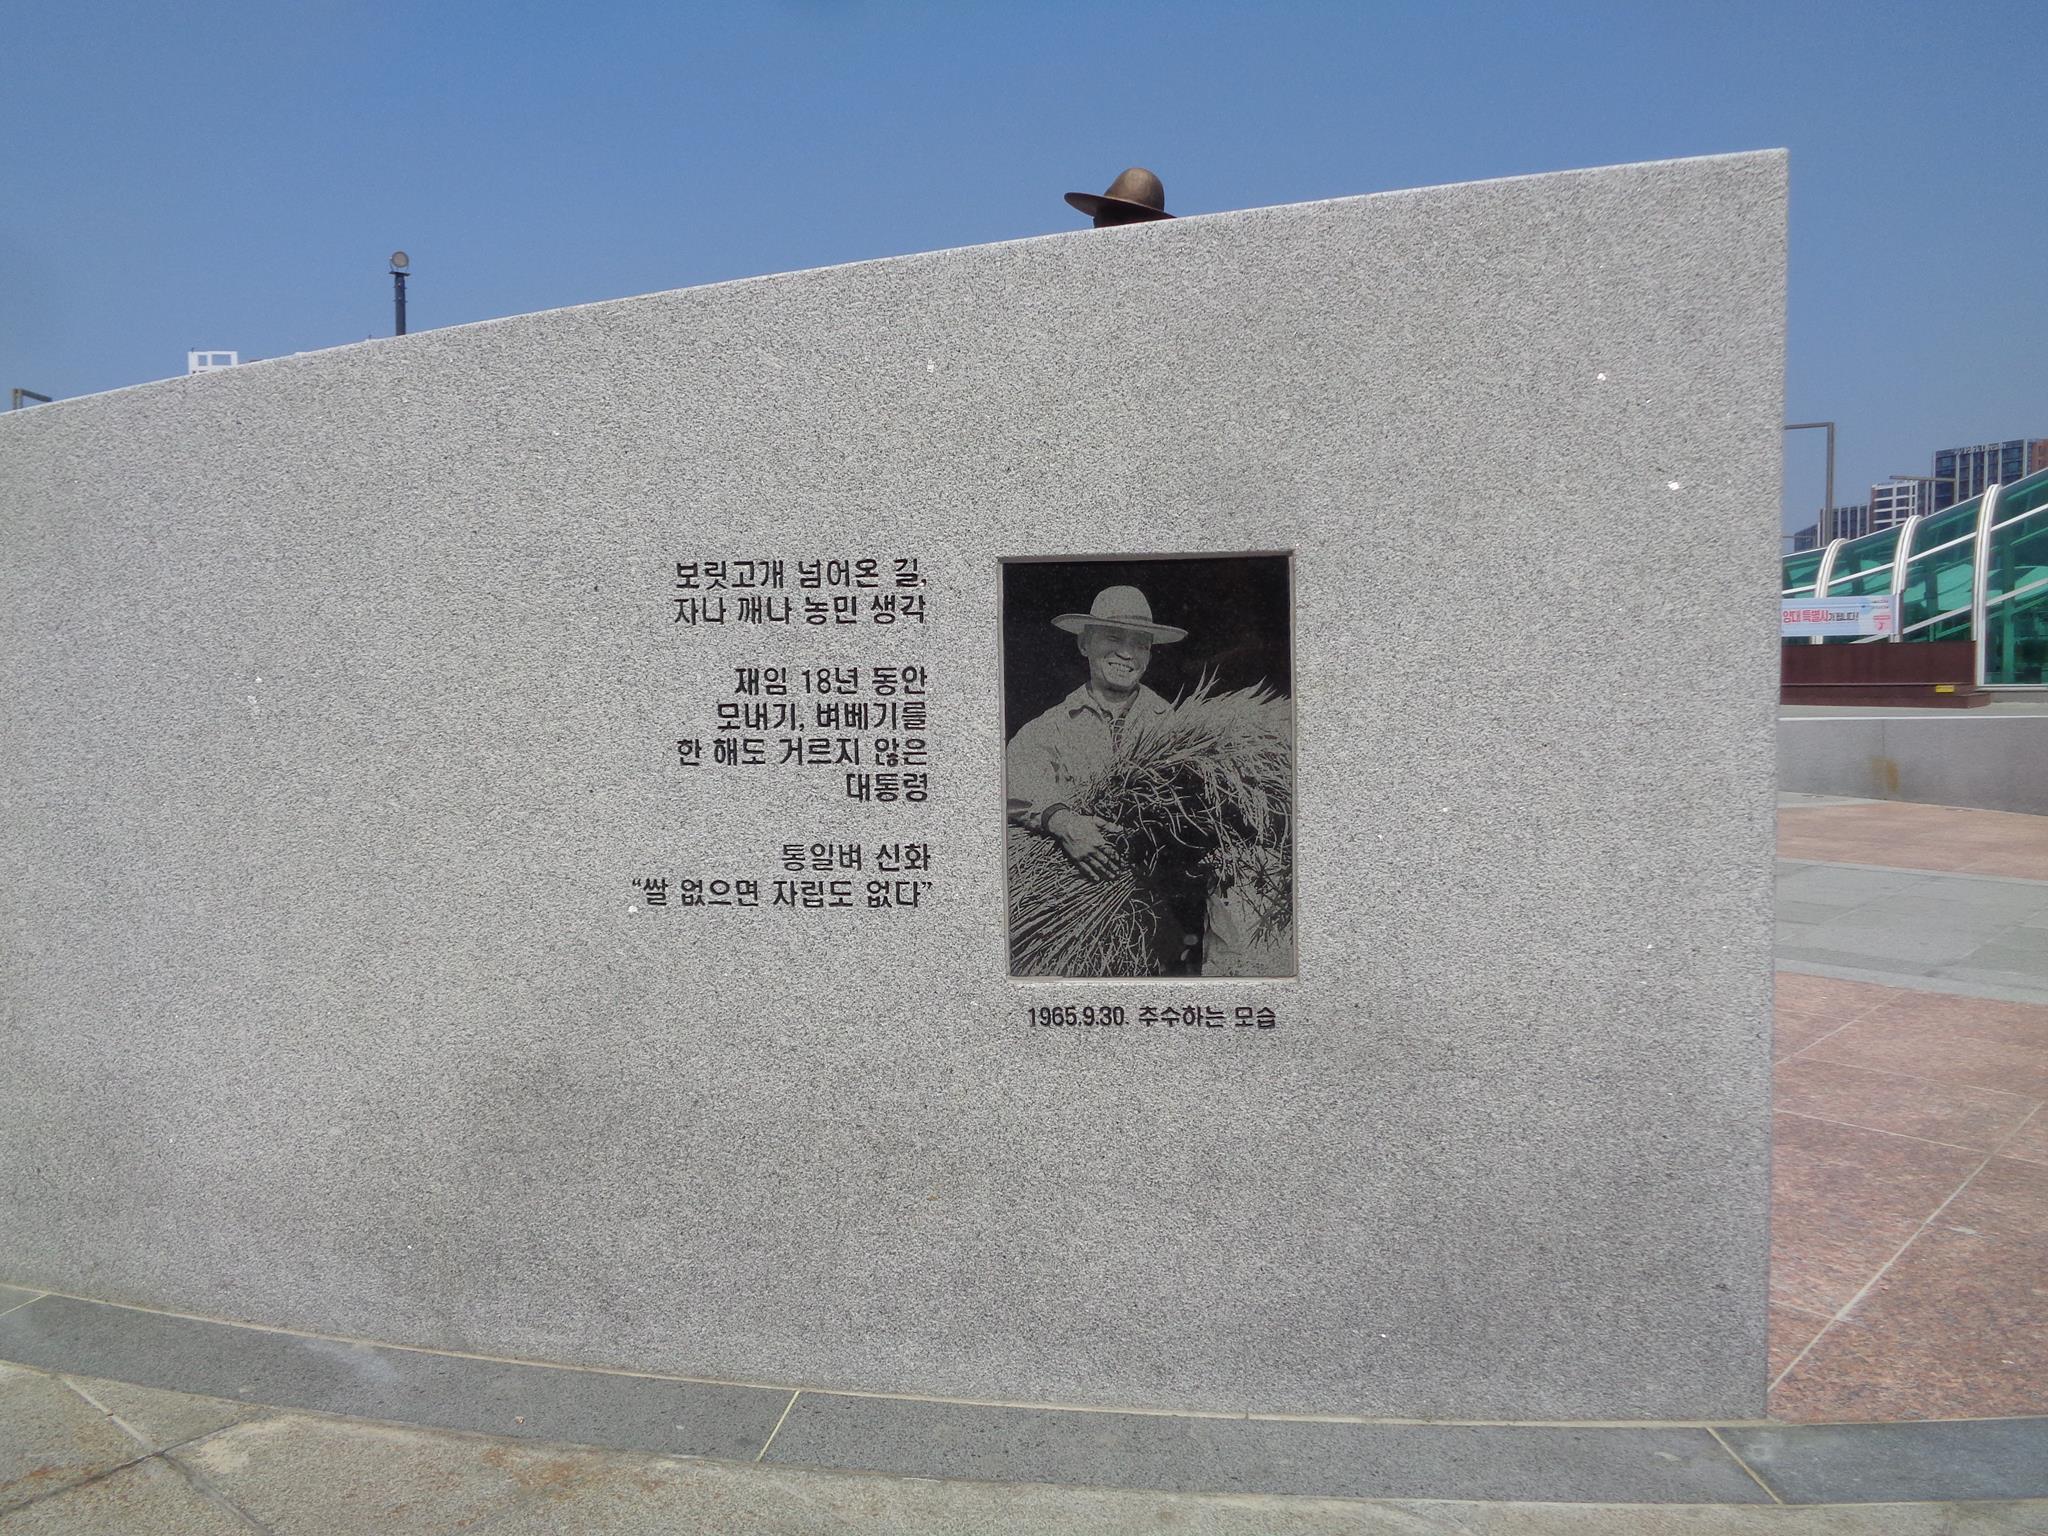 보릿고개 넘어온 길,
자나 깨나 농민 생각
재임 18년 동안
모내기, 벼베기를
한 해도 거르지 않은
대통령
통일벼 신화
“쌀 없으면 자립도 없다”
1965.9.30. 추수하는 모습
특별시